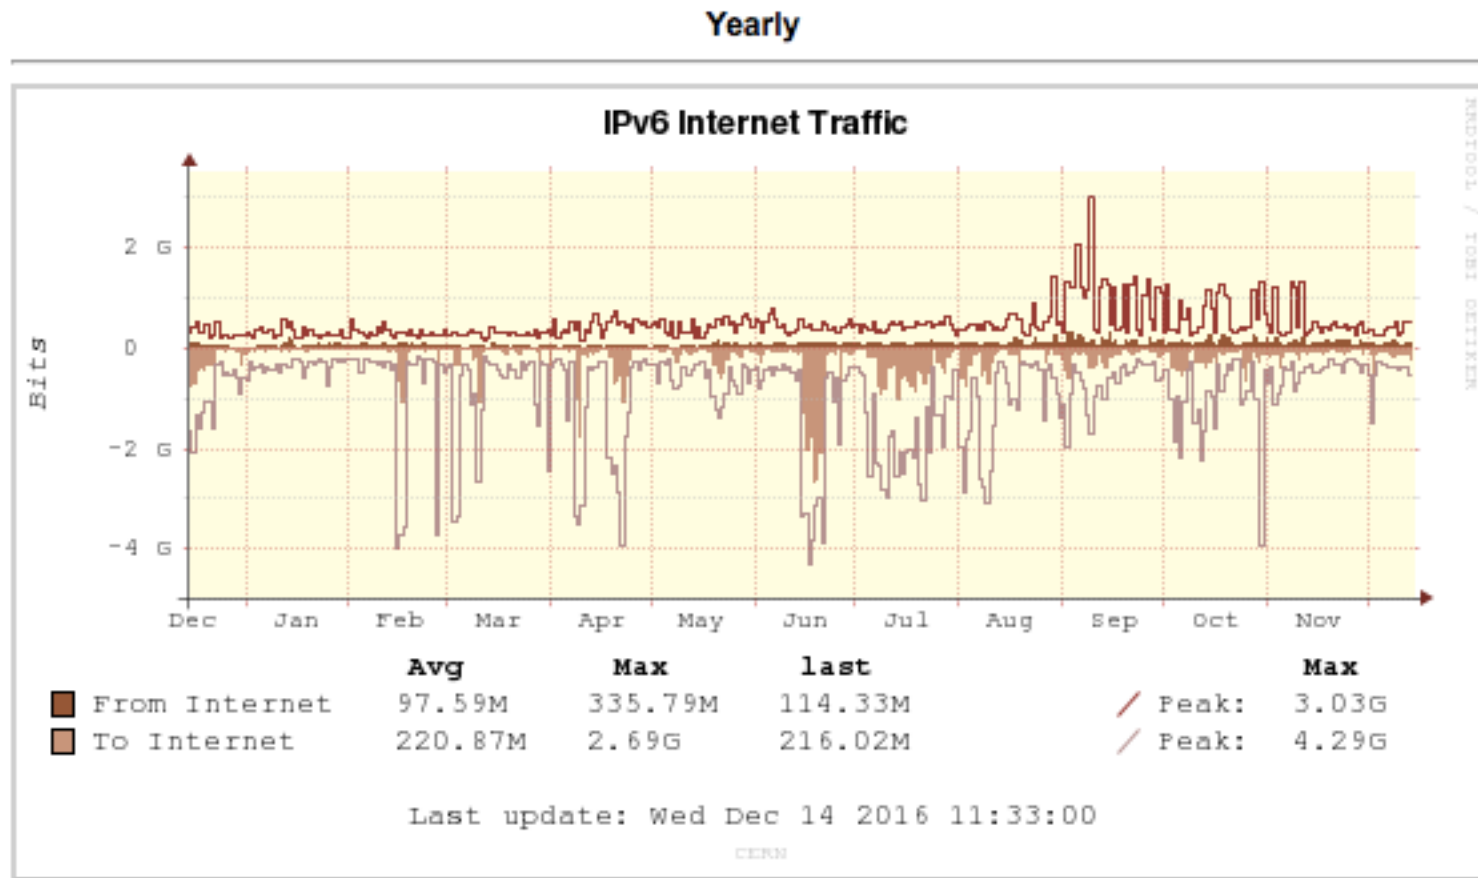 Yearly
IPv6 Internet Traffic
RRDTOOL / TOBI OETIKER
Bits
2 G
0
-2 G
-4 G
Dec Jan Feb Mar Apr May Jun Jul Aug Sep Oct Nov
Avg Max last Max
From Internet 97.59M 335.79M 114.33M Peak: 3.03G
To Internet 220.87M 2.69G 216.02M Peak: 4.29G
Last update: Wed Dec 14 2016 11:33:00
CERN